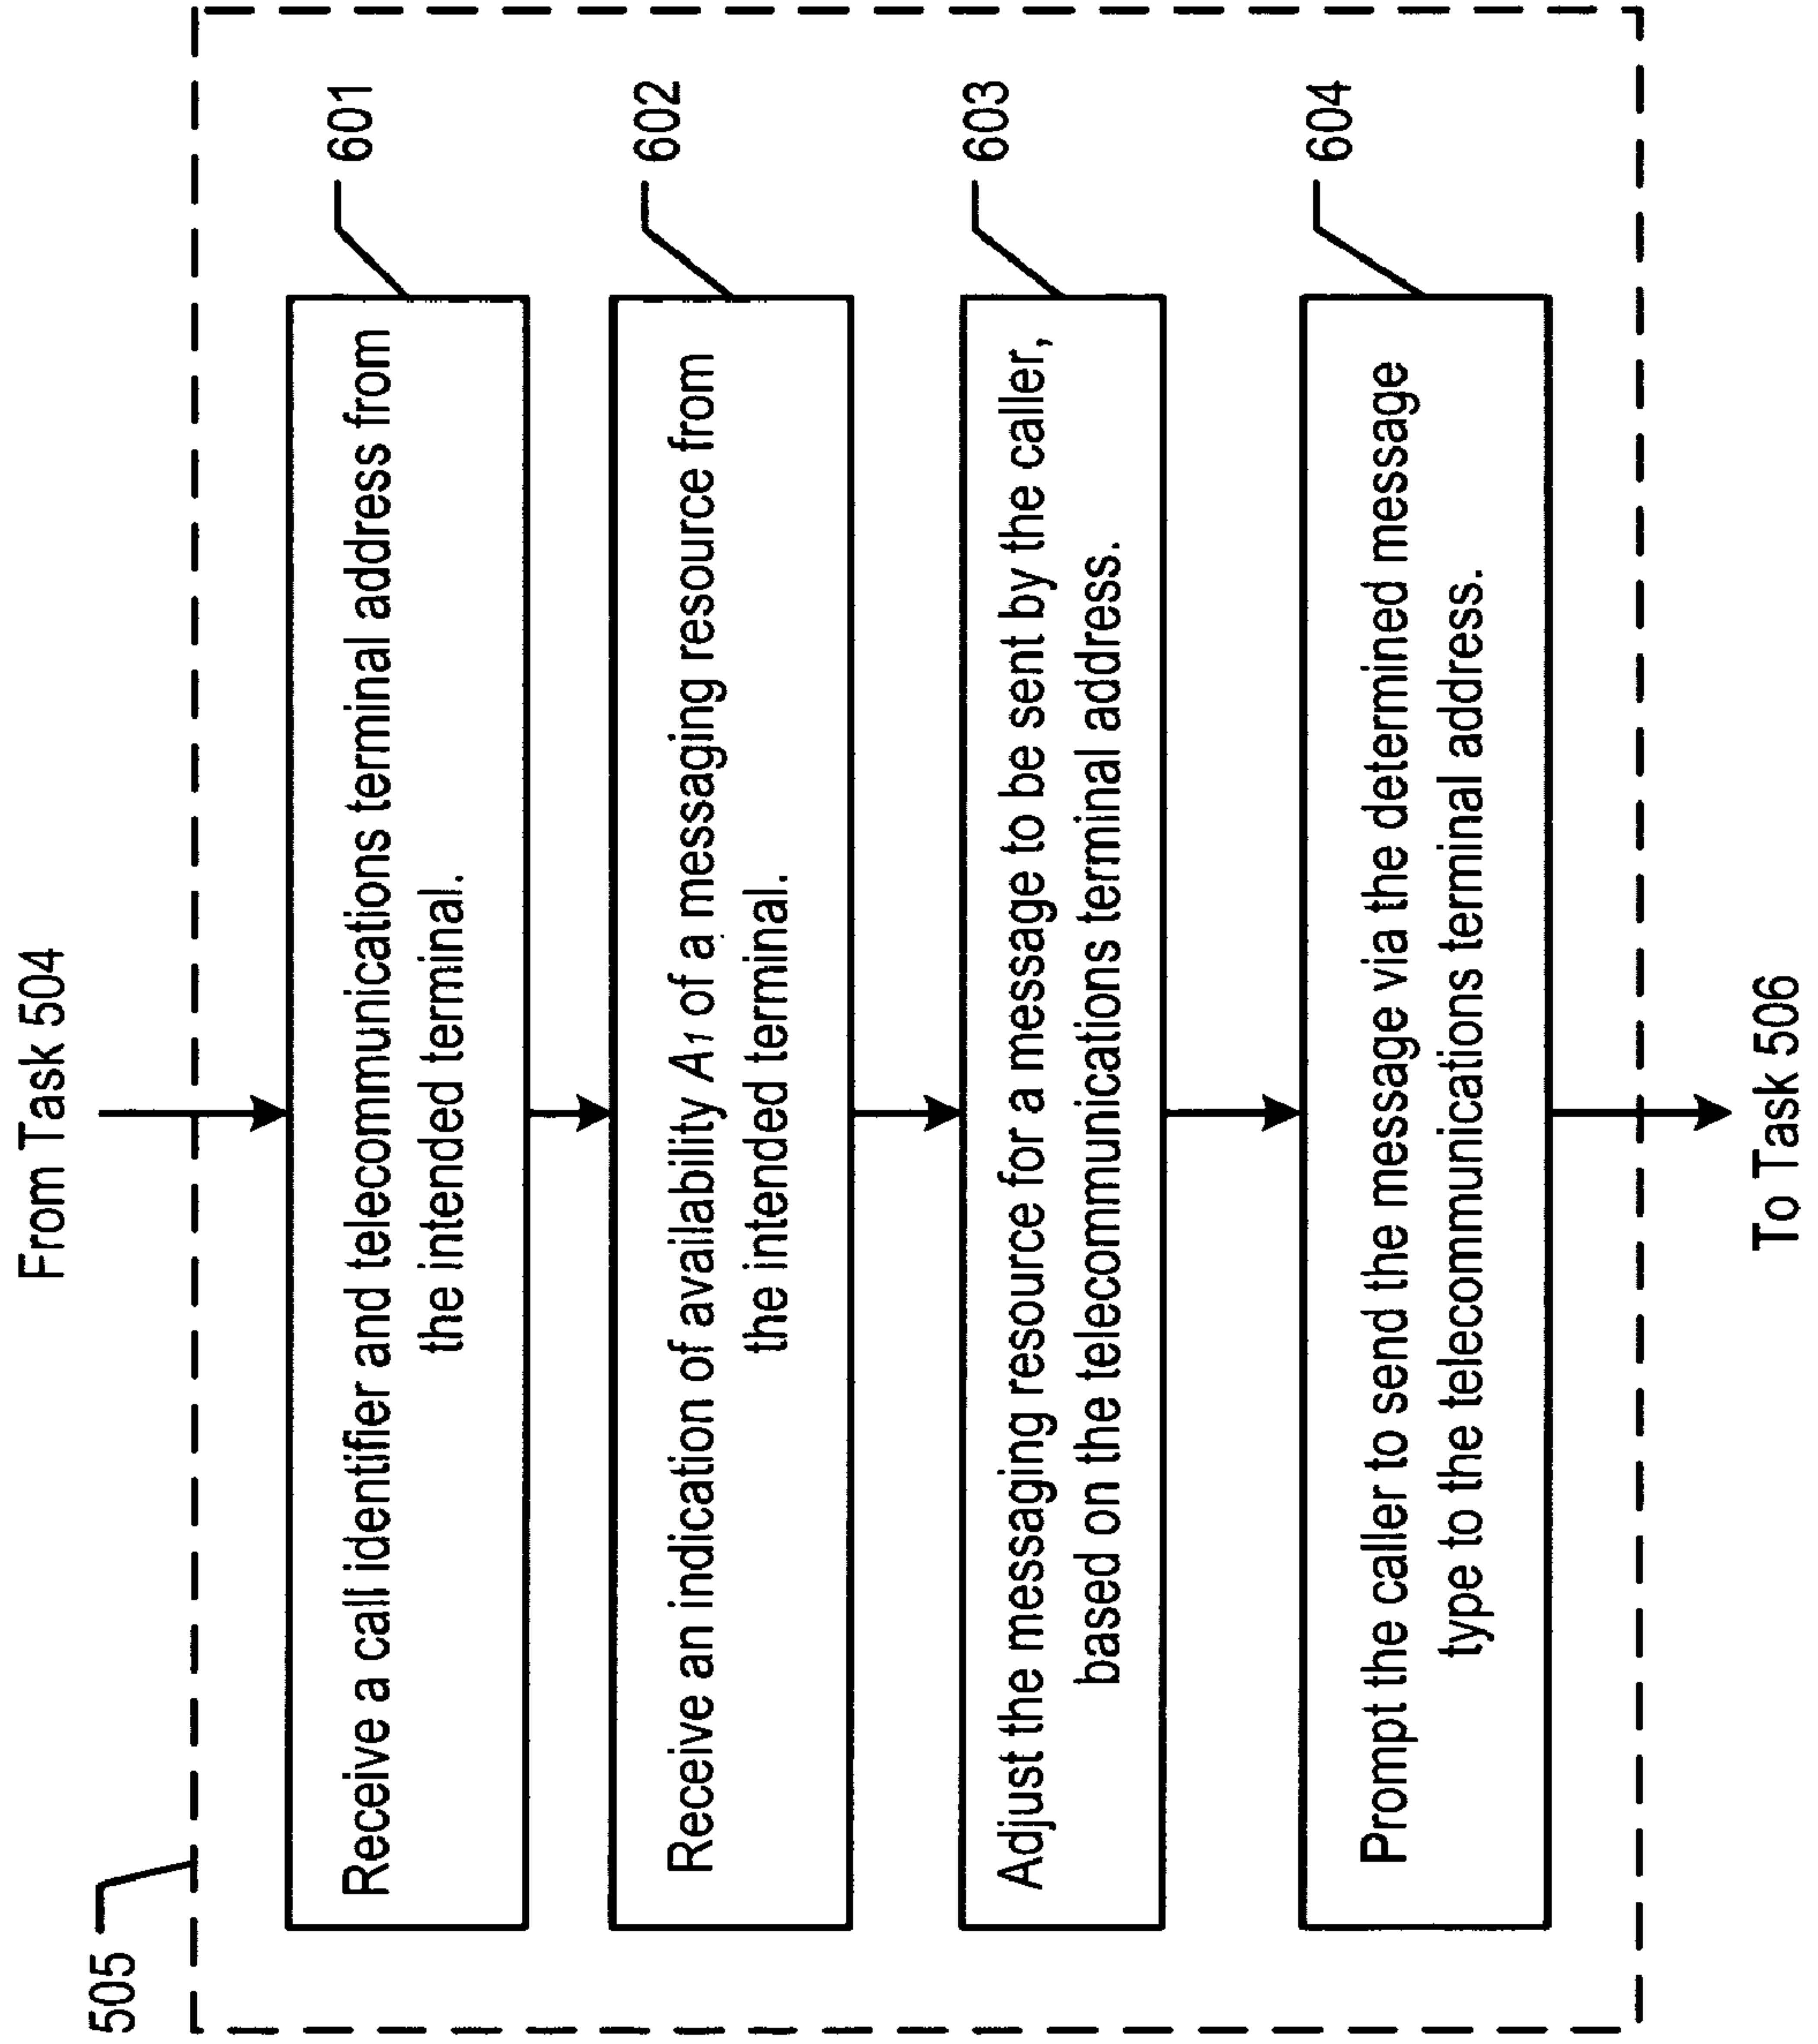 From Task 504
505
Receive a call identifier and telecommunications terminal address from
the intended terminal.
601
Receive an indication of availability A1 of a messaging resource from
the intended terminal.
602
Adjust the messaging resource for a message to be sent by the caller,
based on the telecommunications terminal address.
603
Prompt the caller to send the message via the determined message
type to the telecommunications terminal address.
604
To Task 506